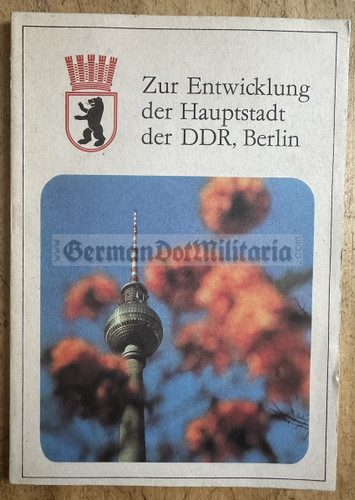 Zur Entwicklung
der Hauptstadt
der DDR, Berlin
www.GermanDotMilitaria.com